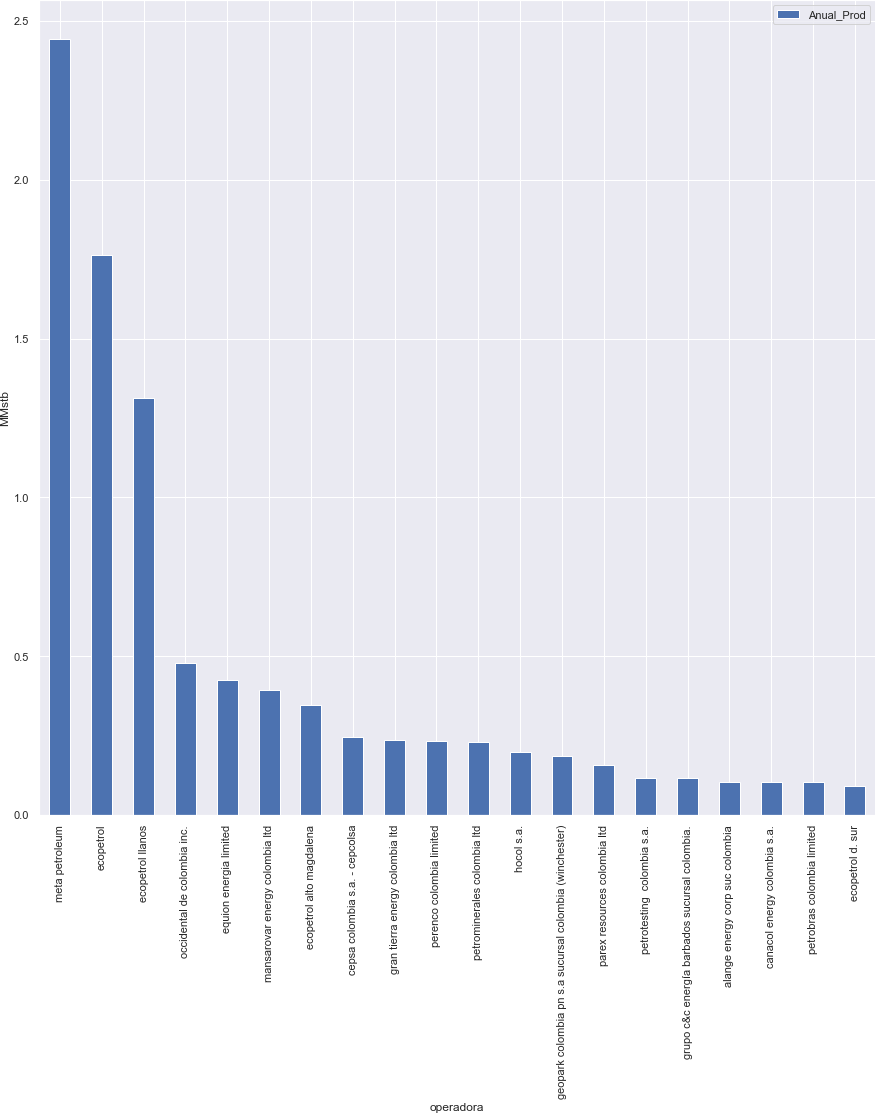 Anual_Prod
2.5
2.0
1.5
1.0
0.5
0.0
MMstb
meta petroleum
ecopetrol
ecopetrol llanos
occidental de colombia inc.
equion energia limited
mansarovar energy colombia ltd
ecopetrol alto magdalena
cepsa colombia s.a. - cepcolsa
gran tierra energy colombia ltd
perenco colombia limited
petrominerales colombia ltd
hocol s.a.
geopark colombia pn s.a sucursal colombia (winchester)
parex resources colombia ltd
petrotesting  colombia s.a.
grupo c&c energía barbados sucursal colombia.
alange energy corp suc colombia
canacol energy colombia s.a.
petrobras colombia limited
ecopetrol d. sur
operadora